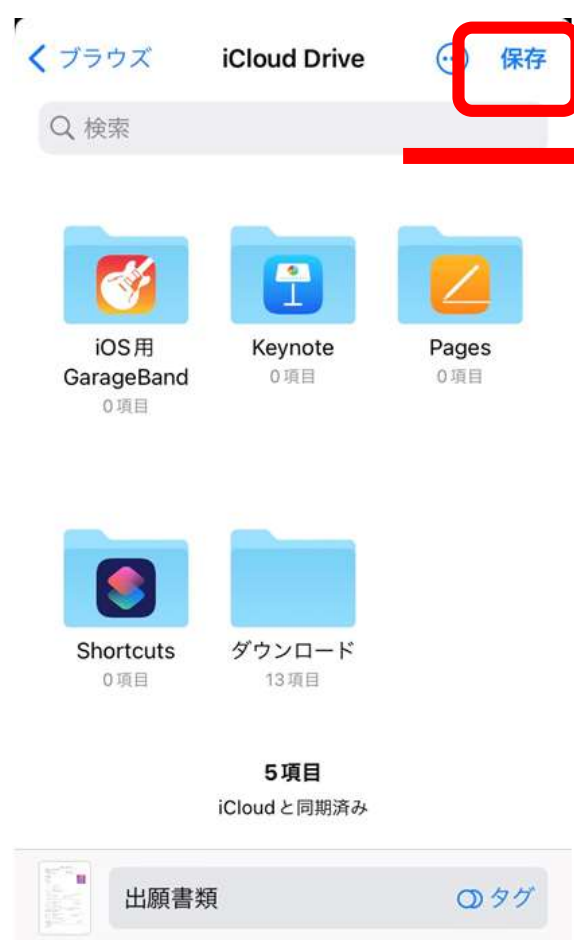 ブラウズ iCloud Drive 保存
検索
iOS用 Keynote Pages
GarageBand 0項目 0項目
0項目
Shortcuts ダウンロード
0項目 13項目
5項目
iCloudと同期済み
出願書類 タグ